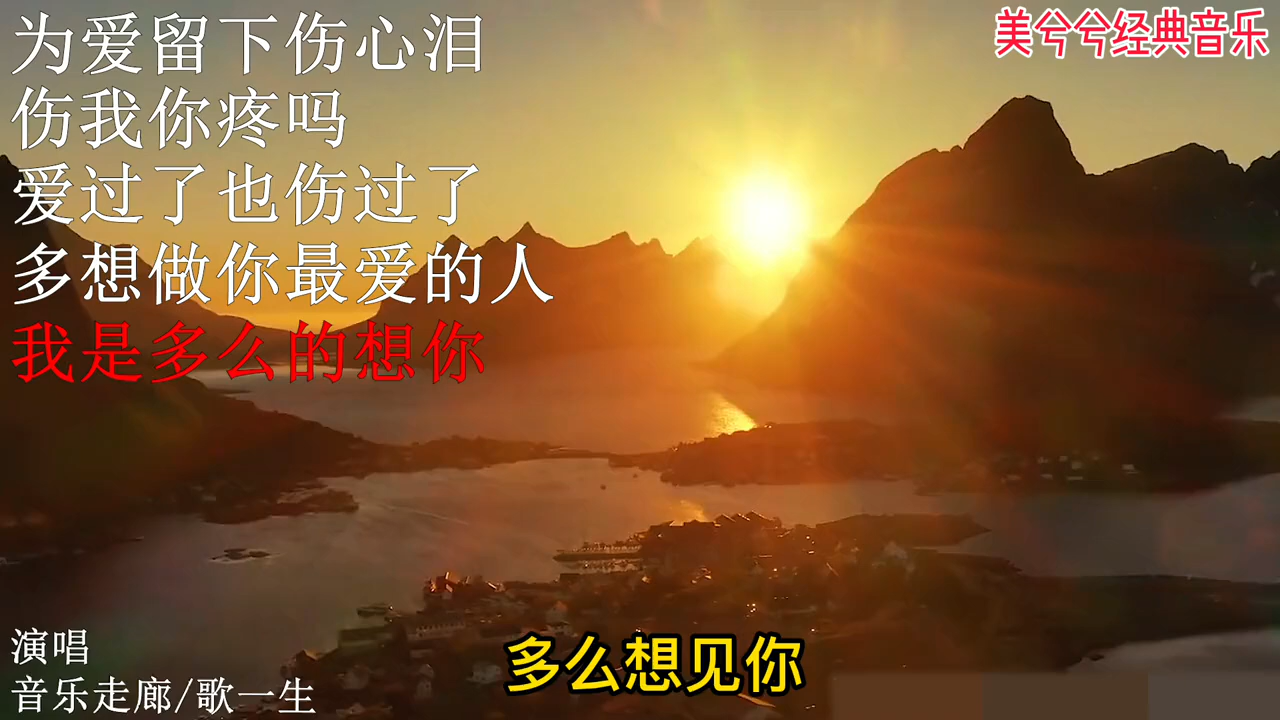 美兮兮经典音乐
为爱留下伤心泪
伤我你疼吗
爱过了也伤过了
多想做你最爱的人
我是多么的想你
演唱
音乐走廊/歌一生
多么想见你